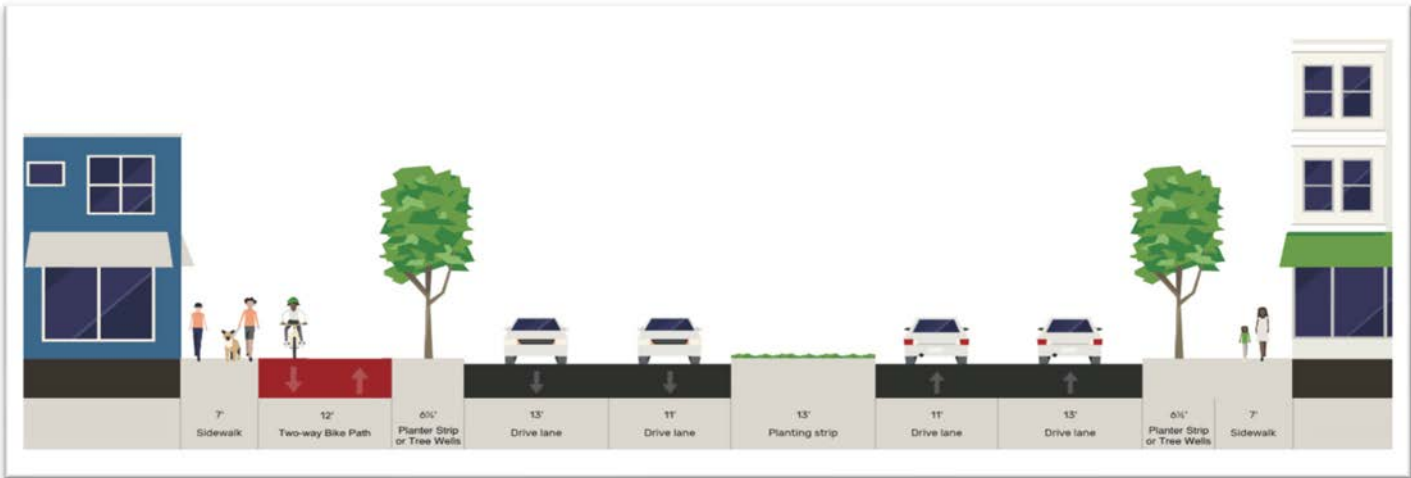 7'
Sidewalk
12'
Two-way Bike Path
6½'
Planter Strip
or Tree Wells
13'
Drive lane
11'
Drive lane
13'
Planting strip
11'
Drive lane
13'
Drive lane
6½'
Planter Strip
or Tree Wells
7'
Sidewalk